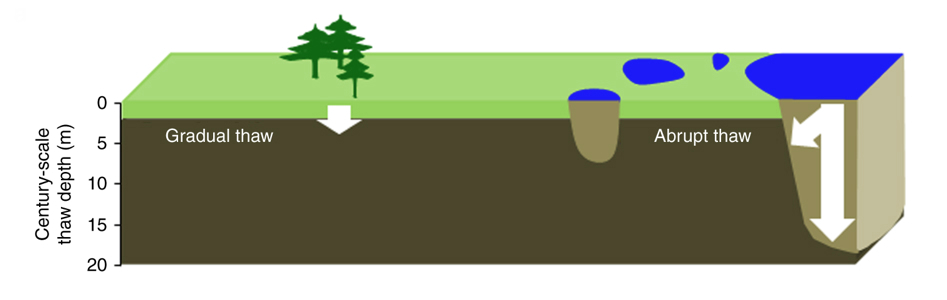 0
Gradual thaw
Abrupt thaw
5
10
15
20
Century-scale
thaw depth (m)